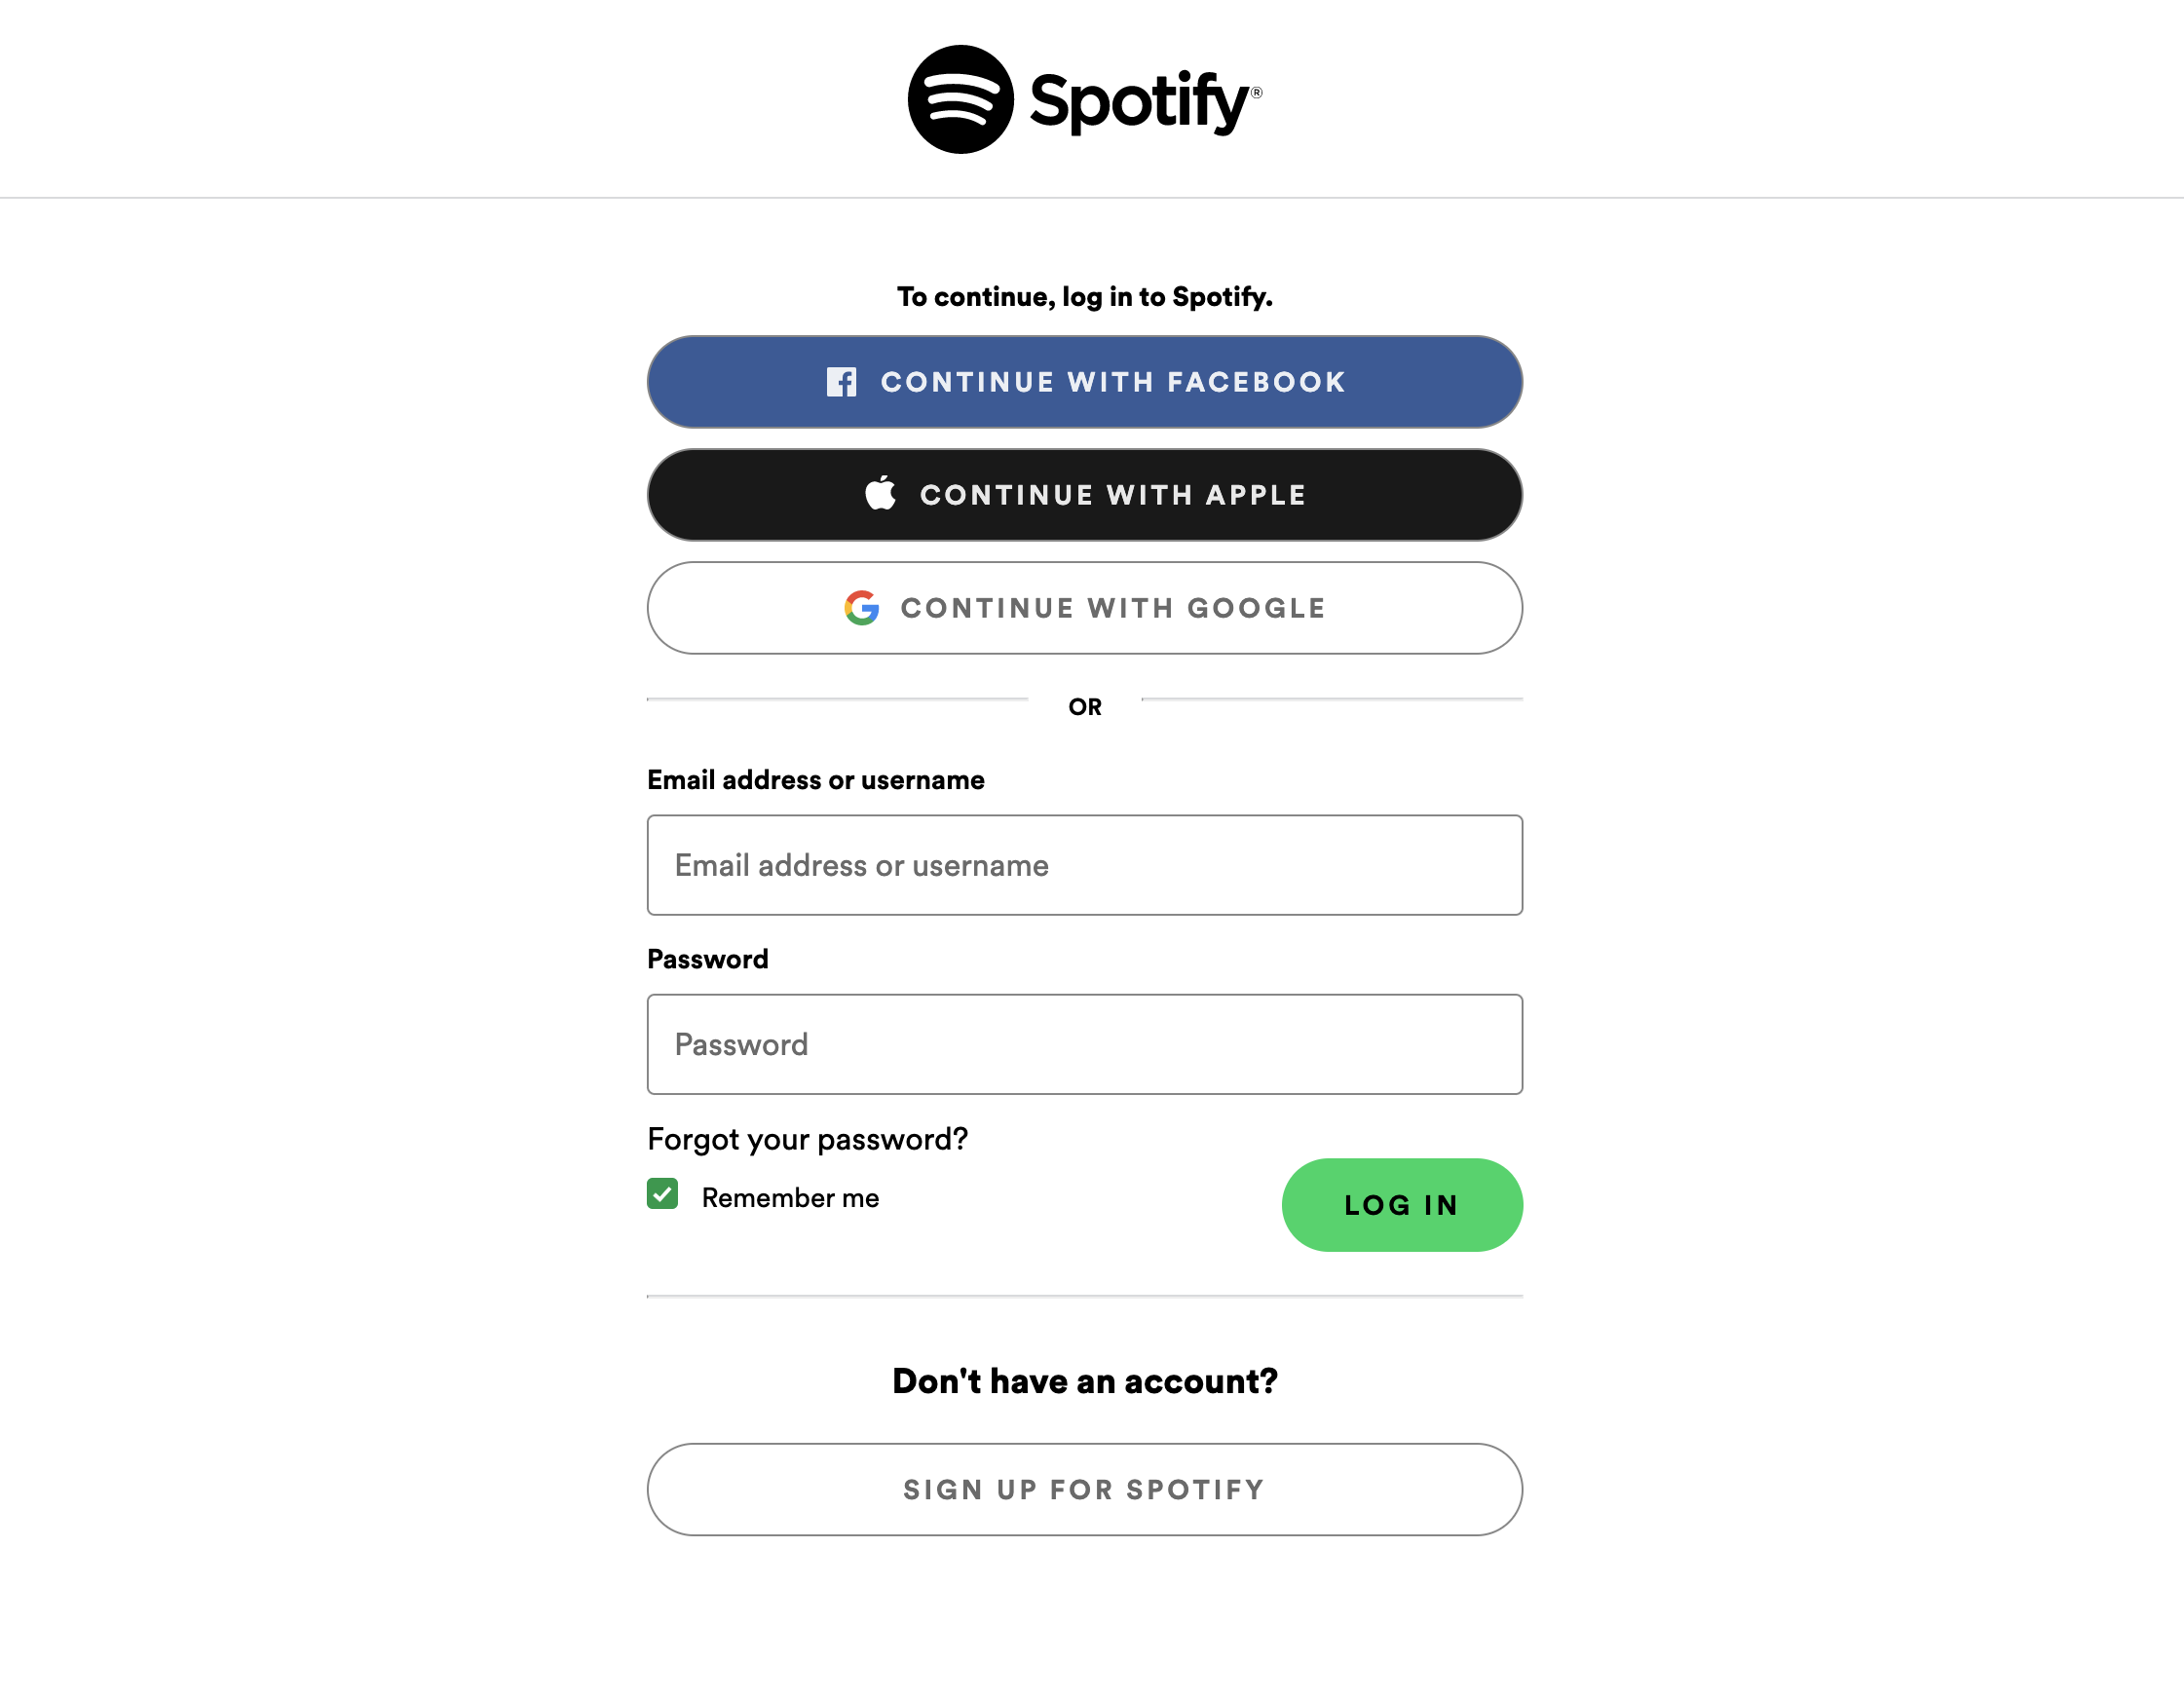 Spotify®
To continue, log in to Spotify.
CONTINUE WITH FACEBOOK
CONTINUE WITH APPLE
CONTINUE WITH GOOGLE
OR
Email address or username
Email address or username
Password
Password
Forgot your password?
Remember me
LOG IN
Don't have an account?
SIGN UP FOR SPOTIFY